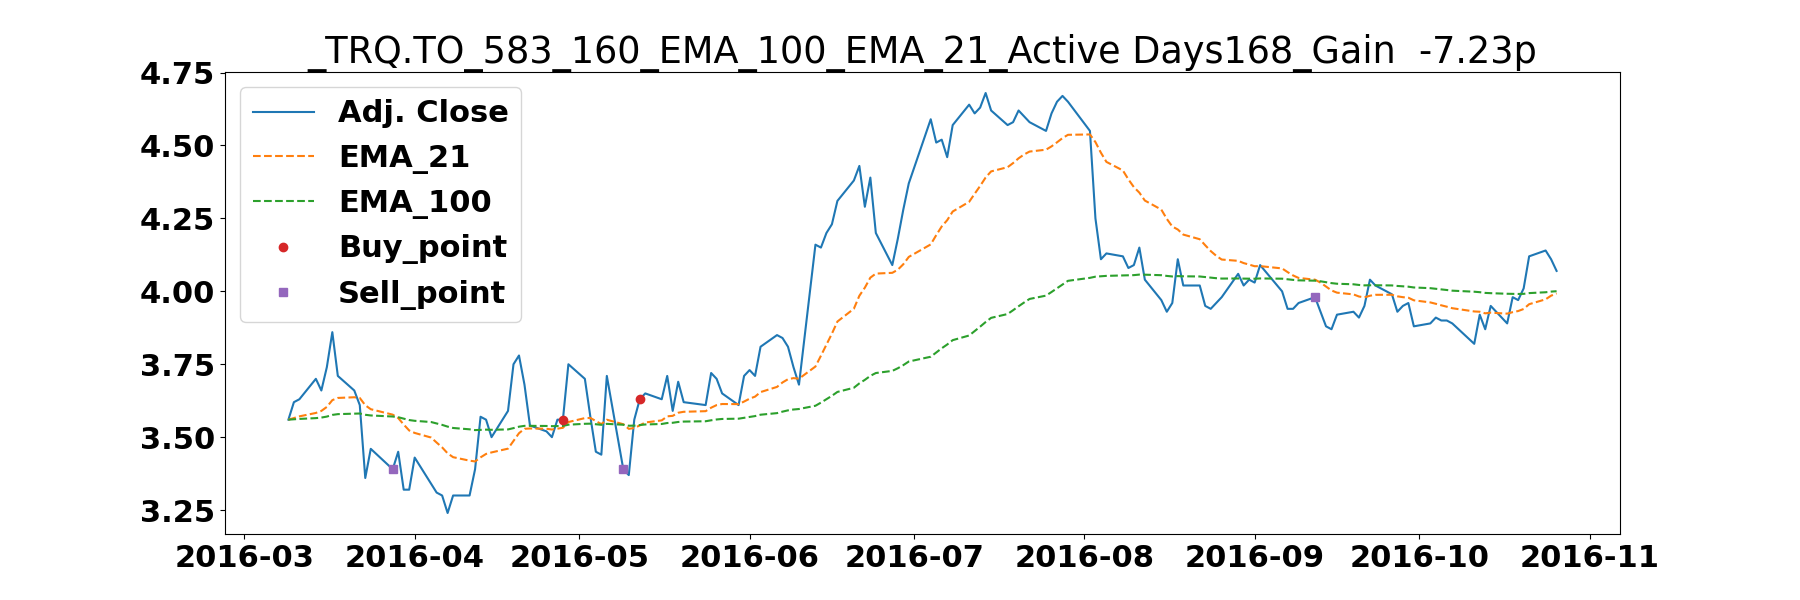 _TRQ.TO_583_160_EMA_100_EMA_21_Active Days168_Gain  -7.23p
4.75
4.50
4.25
4.00
3.75
3.50
3.25
Adj. Close
EMA_21
EMA_100
Buy_point
Sell_point
2016-03 2016-04 2016-05 2016-06 2016-07 2016-08 2016-09 2016-10 2016-11